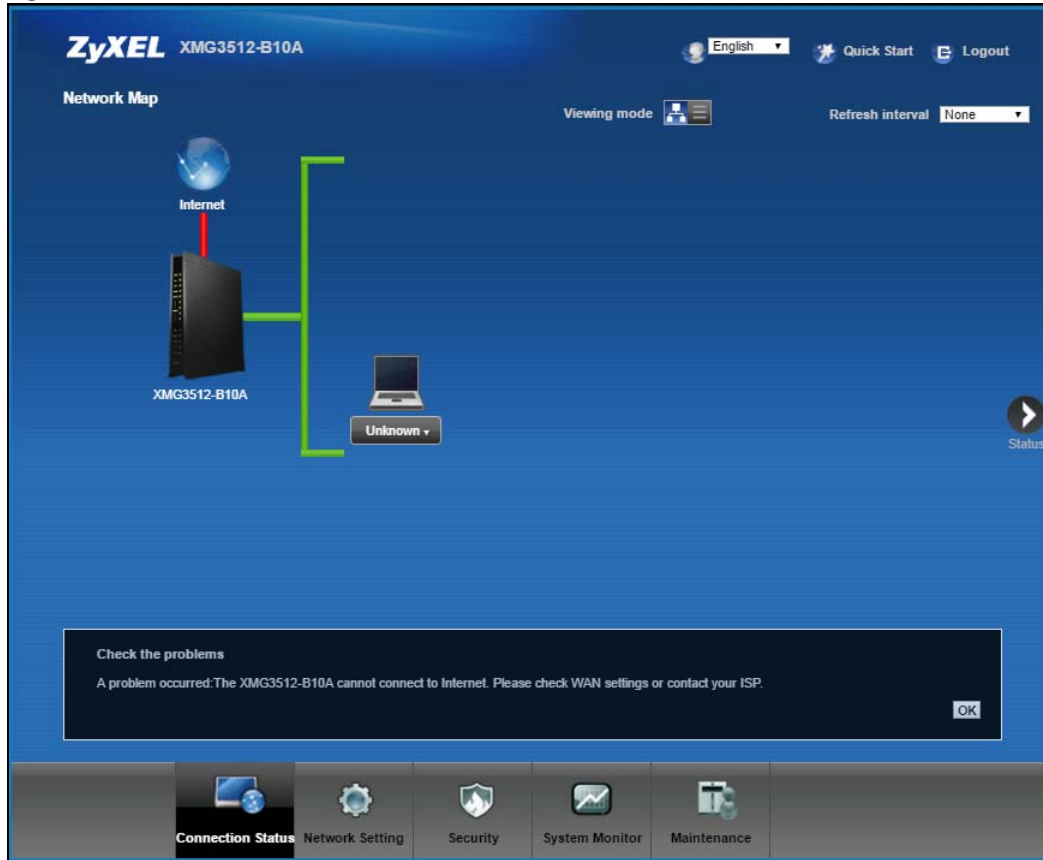 ZyXEL XMG3512-B10A
English
Quick Start
Logout
Network Map
Viewing mode
Refresh interval
None
Internet
XMG3512-B10A
Unknown
Status
Check the problems
A problem occurred:The XMG3512-B10A cannot connect to Internet. Please check WAN settings or contact your ISP.
OK
Connection Status
Network Setting
Security
System Monitor
Maintenance